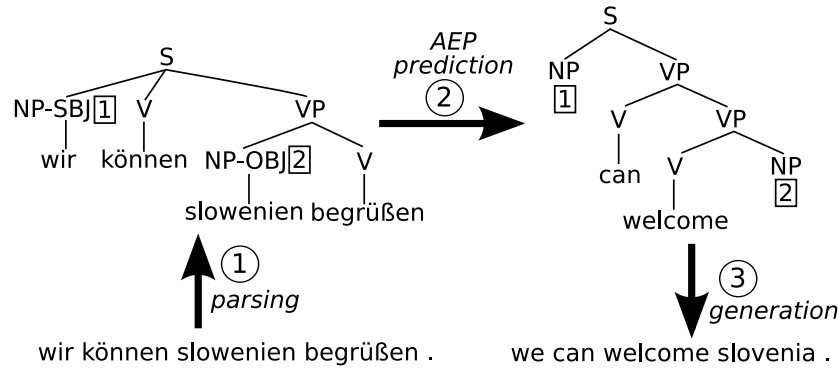 S
NP-SBJ 1 V VP
wir können NP-OBJ 2 V
slowenien begrüßen
1
parsing
wir können slowenien begrüßen .
AEP
prediction
2
S
NP VP
1 V VP
can V NP
welcome 2
3
generation
we can welcome slovenia .